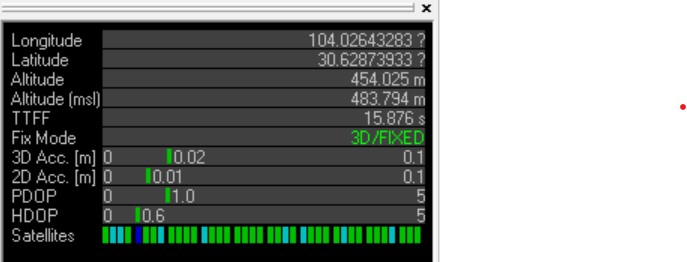 Longitude 104.02643283 ?
Latitude 30.62873933 ?
Altitude 454.025 m
Altitude (msl) 483.794 m
TTFF 15.876 s
Fix Mode 3D/FIXED
3D Acc. [m] 0 0.02 0.1
2D Acc. [m] 0 0.01 0.1
PDOP 0 1.0 5
HDOP 0 0.6 5
Satellites